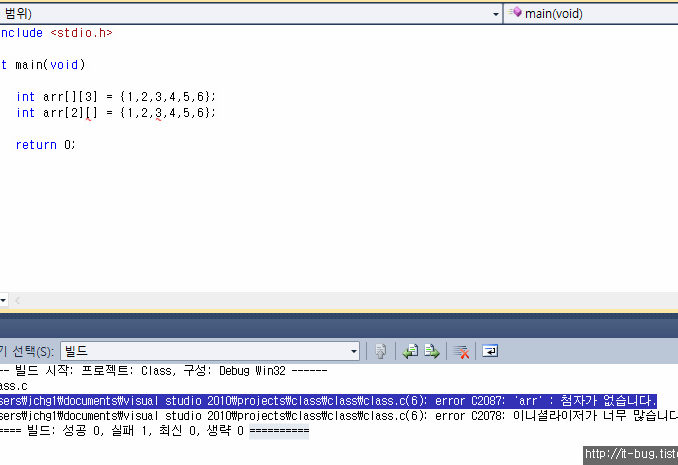 범위)
main(void)
nclude <stdio.h>
t main(void)
int arr[][3] = {1,2,3,4,5,6};
int arr[2][] = {1,2,3,4,5,6};
return 0;
기 선택(S): 빌드
-- 빌드 시작: 프로젝트: Class, 구성: Debug Win32 ------
ass.c
sers₩jchg1₩documents₩visual studio 2010₩projects₩class₩class₩class.c(6): error C2087: 'arr' : 첨자가 없습니다.
sers₩jchg1₩documents₩visual studio 2010₩projects₩class₩class₩class.c(6): error C2078: 이니셜라이저가 너무 많습니다
==== 빌드: 성공 0, 실패 1, 최신 0, 생략 0 ==========
http://it-bug.tist